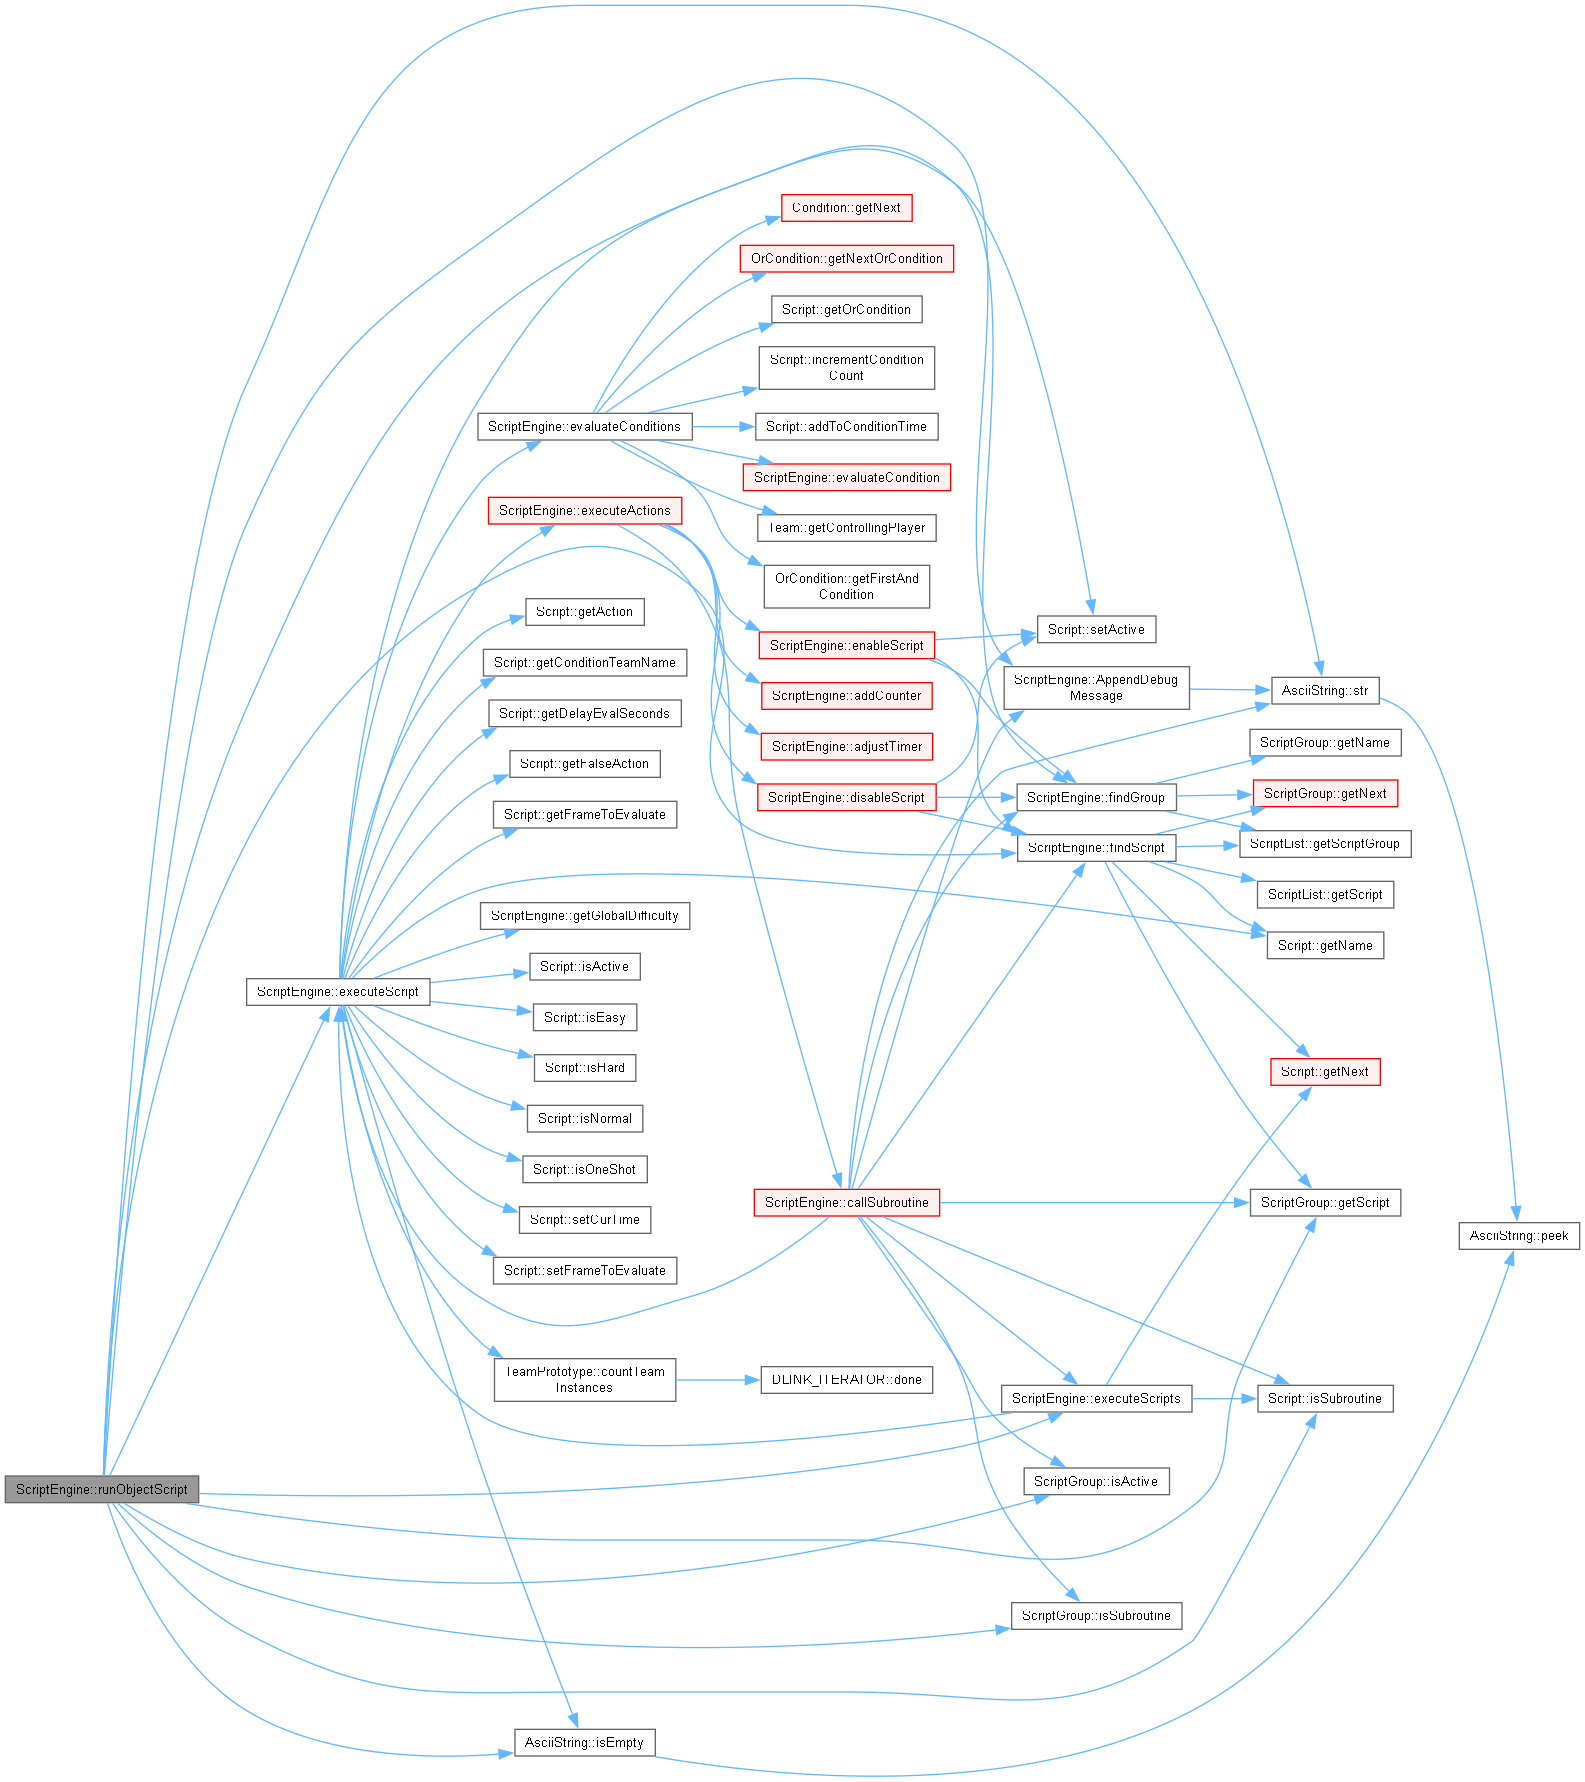 Condition::getNext
OrCondition::getNextOrCondition
Script::getOrCondition
Script::incrementCondition
Count
ScriptEngine::evaluateConditions
Script::addToConditionTime
ScriptEngine::evaluateCondition
ScriptEngine::executeActions
Team::getControllingPlayer
OrCondition::getFirstAnd
Condition
Script::getAction
Script::setActive
ScriptEngine::enableScript
Script::getConditionTeamName
ScriptEngine::AppendDebug
Message
AsciiString::str
ScriptEngine::addCounter
Script::getDelayEvalSeconds
ScriptEngine::adjustTimer
ScriptGroup::getName
Script::getFalseAction
ScriptEngine::disableScript
ScriptEngine::findGroup
ScriptGroup::getNext
Script::getFrameToEvaluate
ScriptEngine::findScript
ScriptList::getScriptGroup
ScriptList::getScript
ScriptEngine::getGlobalDifficulty
Script::getName
Script::isActive
ScriptEngine::executeScript
Script::isEasy
Script::isHard
Script::getNext
Script::isNormal
Script::isOneShot
ScriptEngine::callSubroutine
ScriptGroup::getScript
Script::setCurTime
AsciiString::peek
Script::setFrameToEvaluate
TeamPrototype::countTeam
Instances
DLINK_ITERATOR::done
ScriptEngine::executeScripts
Script::isSubroutine
ScriptEngine::runObjectScript
ScriptGroup::isActive
ScriptGroup::isSubroutine
AsciiString::isEmpty